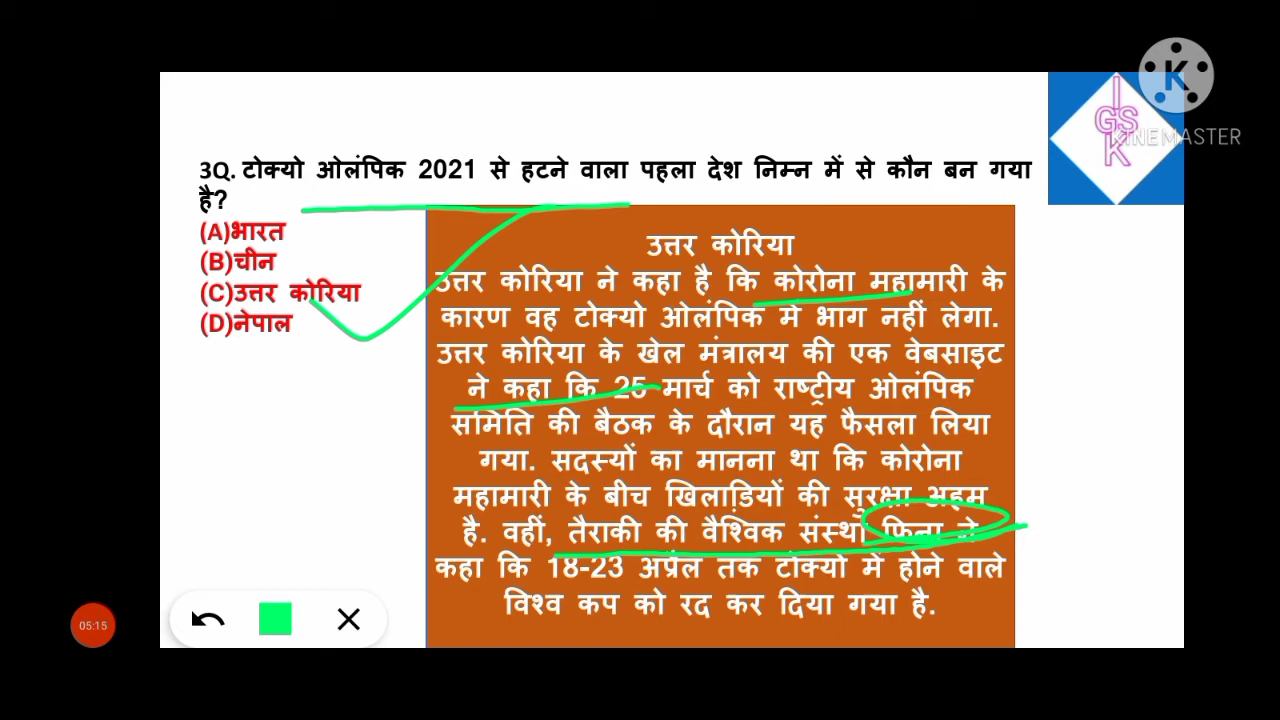 3Q. टोक्यो ओलंपिक 2021 से हटने वाला पहला देश निम्न में से कौन बन गया
है?
(A)भारत
(B)चीन
(C)उत्तर कोरिया
(D)नेपाल
उत्तर कोरिया
उत्तर कोरिया ने कहा है कि कोरोना महामारी के
कारण वह टोक्यो ओलंपिक में भाग नहीं लेगा.
उत्तर कोरिया के खेल मंत्रालय की एक वेबसाइट
ने कहा कि 25 मार्च को राष्ट्रीय ओलंपिक
समिति की बैठक के दौरान यह फैसला लिया
गया. सदस्यों का मानना था कि कोरोना
महामारी के बीच खिलाड़ियों की सुरक्षा अहम
है. वहीं, तैराकी की वैश्विक संस्था फिना ने
कहा कि 18-23 अप्रैल तक टोक्यो में होने वाले
विश्व कप को रद कर दिया गया है.
I
GS
K
K
KINEMASTER
05:15